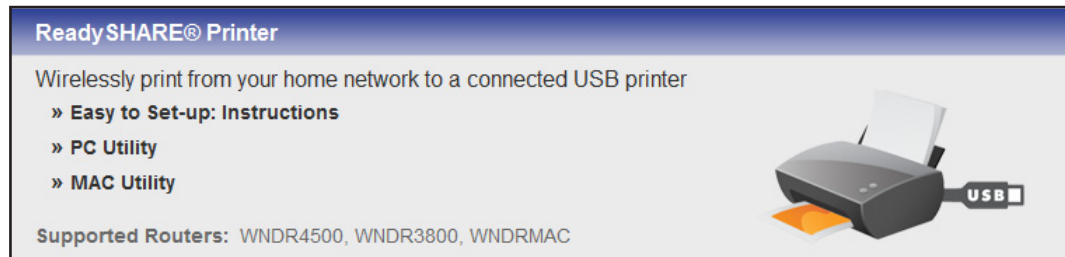 ReadySHARE® Printer
Wirelessly print from your home network to a connected USB printer
» Easy to Set-up: Instructions
» PC Utility
» MAC Utility
USB
Supported Routers: WNDR4500, WNDR3800, WNDRMAC